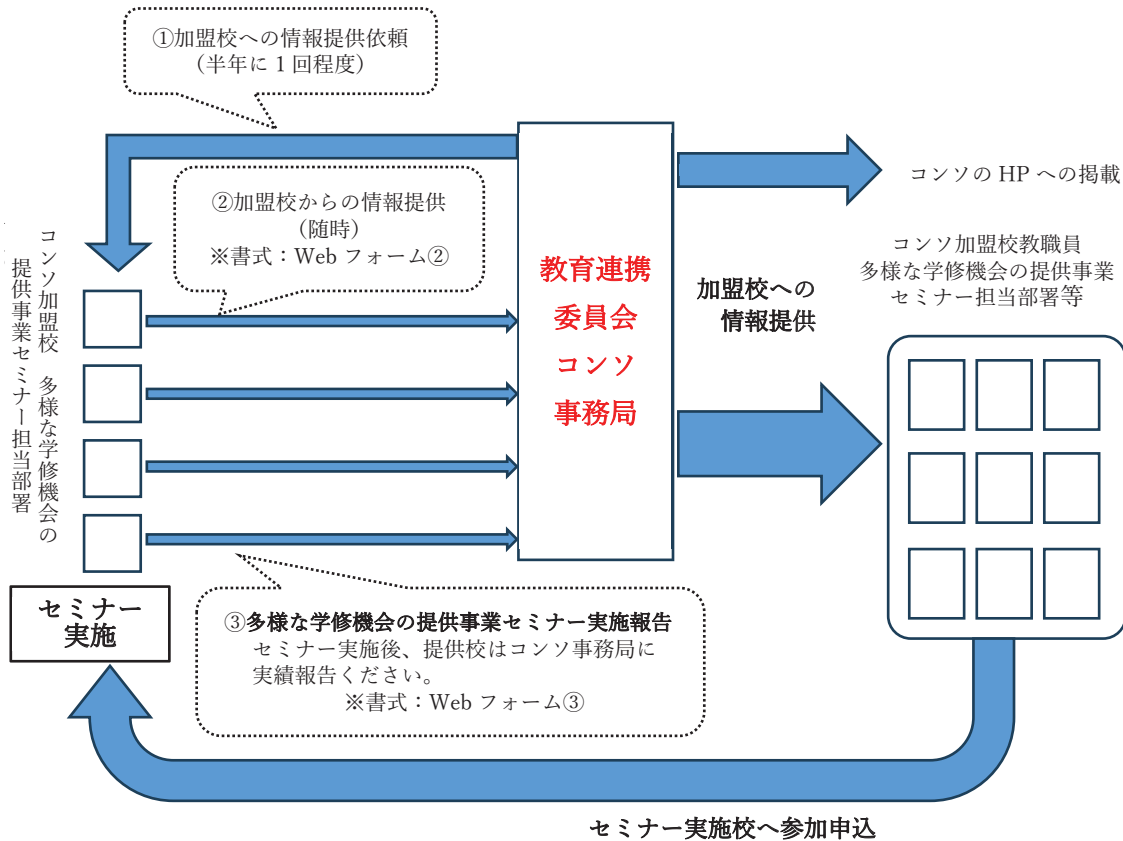 ①加盟校への情報提供依頼
（半年に１回程度）
②加盟校からの情報提供
（随時）
※書式：Web フォーム②
コンソ加盟校　多様な学修機会の
提供事業セミナー担当部署
教育連携
委員会
コンソ
事務局
コンソの HP への掲載
加盟校への
情報提供
コンソ加盟校教職員
多様な学修機会の提供事業
セミナー担当部署等
セミナー
実施
③多様な学修機会の提供事業セミナー実施報告
セミナー実施後、提供校はコンソ事務局に
実績報告ください。
※書式：Web フォーム③
セミナー実施校へ参加申込